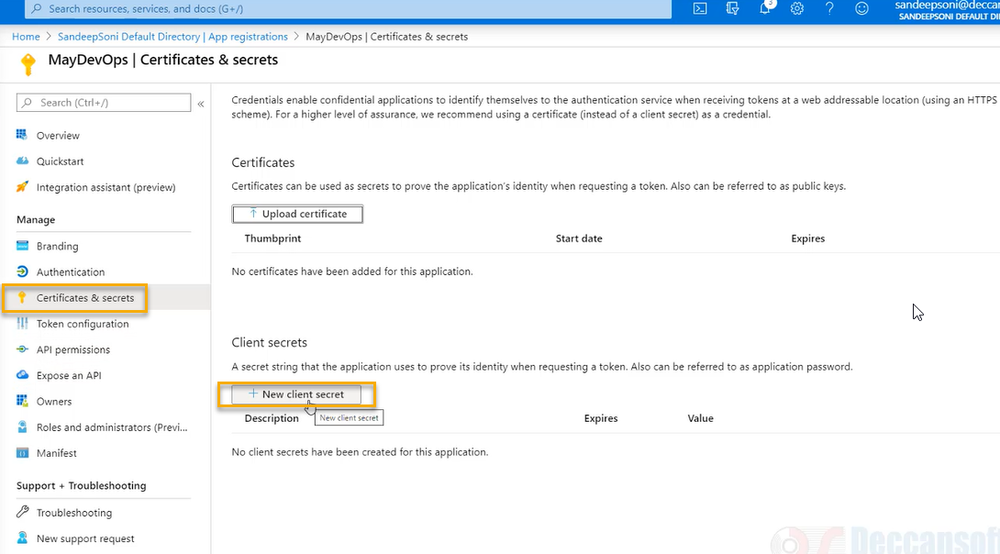 Search resources, services, and docs (G+/)
3
sandeepsoni@decca
SANDEEPSONI DEFAULT DI
Home > SandeepSoni Default Directory | App registrations > MayDevOps | Certificates & secrets
MayDevOps | Certificates & secrets
Search (Ctrl+/)
«
Overview
Quickstart
Integration assistant (preview)
Manage
Branding
Authentication
Certificates & secrets
Token configuration
API permissions
Expose an API
Owners
Roles and administrators (Previ...
Manifest
Support + Troubleshooting
Troubleshooting
New support request
Credentials enable confidential applications to identify themselves to the authentication service when receiving tokens at a web addressable location (using an HTTPS
scheme). For a higher level of assurance, we recommend using a certificate (instead of a client secret) as a credential.
Certificates
Certificates can be used as secrets to prove the application's identity when requesting a token. Also can be referred to as public keys.
Upload certificate
Thumbprint Start date Expires
No certificates have been added for this application.
Client secrets
A secret string that the application uses to prove its identity when requesting a token. Also can be referred to as application password.
+ New client secret
New client secret
Description Expires Value
No client secrets have been created for this application.
Deccansoft